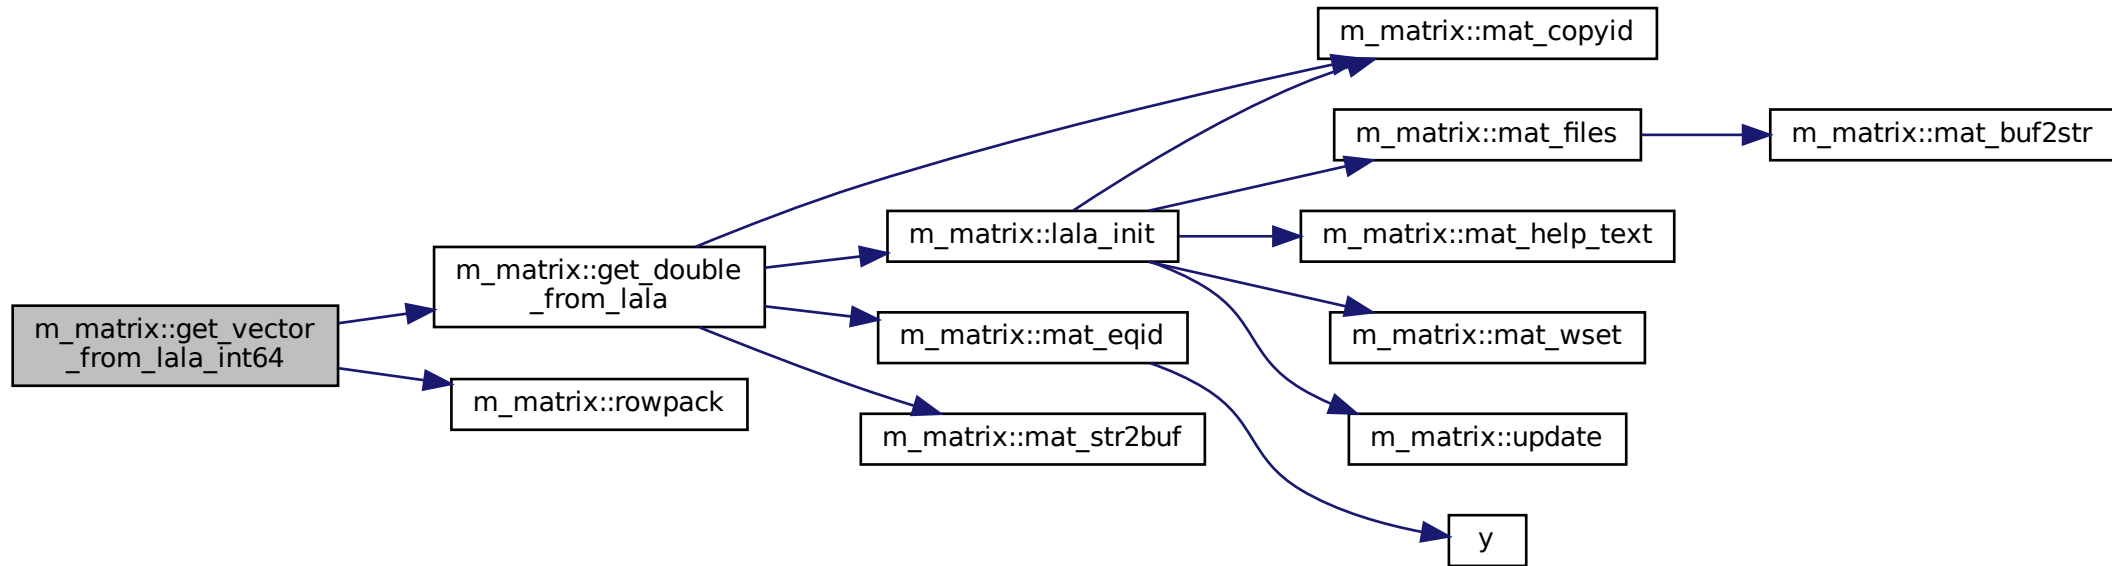 m_matrix::get_vector
_from_lala_int64
m_matrix::get_double
_from_lala
m_matrix::rowpack
m_matrix::lala_init
m_matrix::mat_eqid
m_matrix::mat_str2buf
m_matrix::mat_copyid
m_matrix::mat_files
m_matrix::mat_help_text
m_matrix::mat_wset
m_matrix::update
y
m_matrix::mat_buf2str